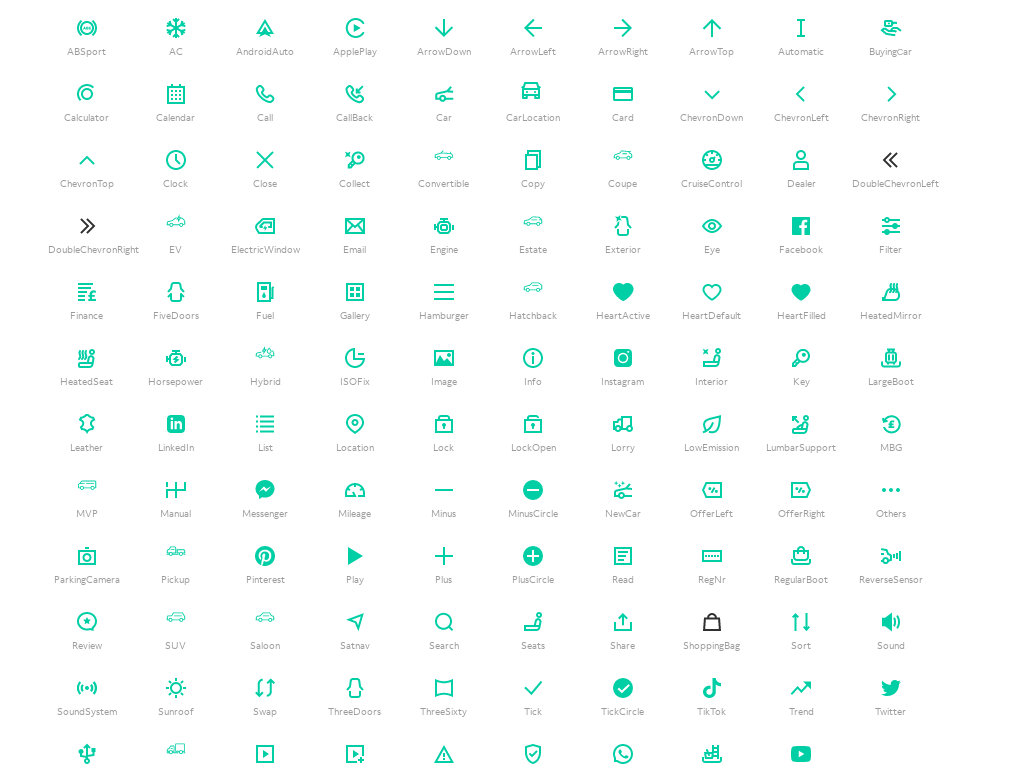 ABSport AC AndroidAuto ApplePlay ArrowDown ArrowLeft ArrowRight ArrowTop Automatic BuyingCar
Calculator Calendar Call CallBack Car CarLocation Card ChevronDown ChevronLeft ChevronRight
ChevronTop Clock Close Collect Convertible Copy Coupe CruiseControl Dealer DoubleChevronLeft
DoubleChevronRight EV ElectricWindow Email Engine Estate Exterior Eye Facebook Filter
Finance FiveDoors Fuel Gallery Hamburger Hatchback HeartActive HeartDefault HeartFilled HeatedMirror
HeatedSeat Horsepower Hybrid ISOFix Image Info Instagram Interior Key LargeBoot
Leather LinkedIn List Location Lock LockOpen Lorry LowEmission LumbarSupport MBG
MVP Manual Messenger Mileage Minus MinusCircle NewCar OfferLeft OfferRight Others
ParkingCamera Pickup Pinterest Play Plus PlusCircle Read RegNr RegularBoot ReverseSensor
Review SUV Saloon Satnav Search Seats Share ShoppingBag Sort Sound
SoundSystem Sunroof Swap ThreeDoors ThreeSixty Tick TickCircle TikTok Trend Twitter